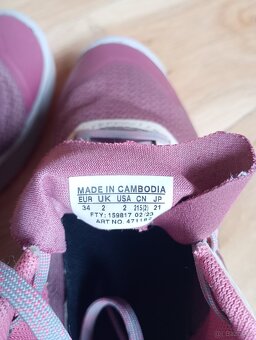 MADE IN CAMBODIA
EUR UK USA CN JP
34 2 2 215(2) 21
FTY: 159817 02/23
ART NO.